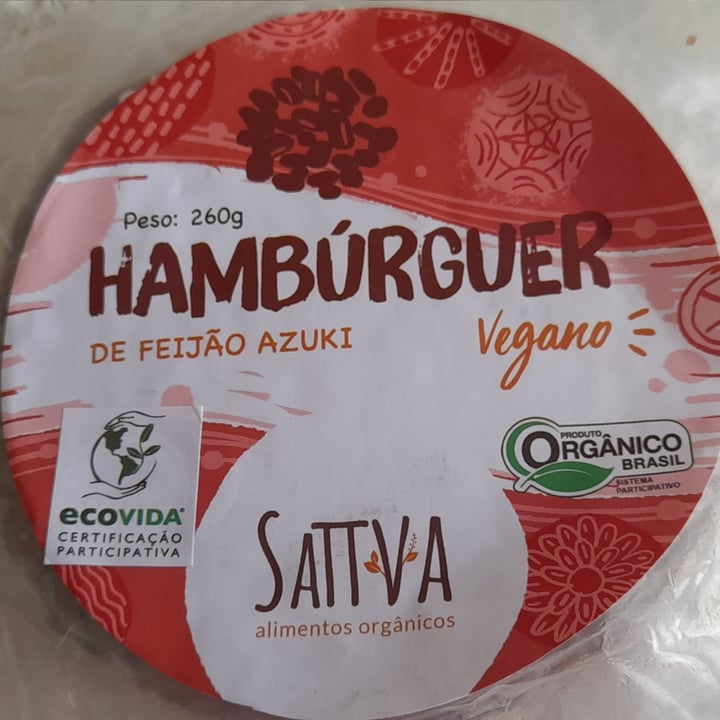 Peso: 260g
HAMBÚRGUER
DE FEIJÃO AZUKI
Vegano
ecovida
CERTIFICAÇÃO
PARTICIPATIVA
PRODUTO
ORGÂNICO
BRASIL
SISTEMA
PARTICIPATIVO
SATTVA
alimentos orgânicos